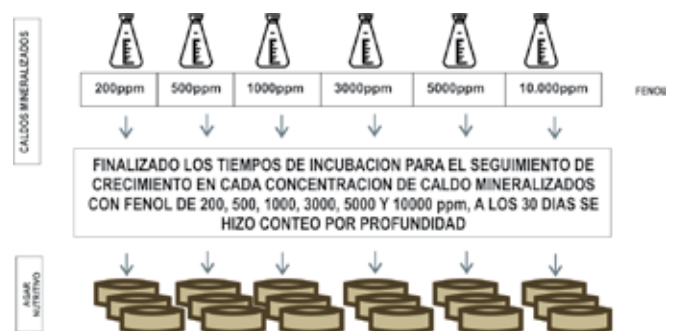 CALDOS MINERALIZADOS
200ppm 500ppm 1000ppm 3000ppm 5000ppm 10.000ppm
FENOL
FINALIZADO LOS TIEMPOS DE INCUBACION PARA EL SEGUIMIENTO DE
CRECIMIENTO EN CADA CONCENTRACION DE CALDO MINERALIZADOS
CON FENOL DE 200, 500, 1000, 3000, 5000 Y 10000 ppm, A LOS 30 DIAS SE
HIZO CONTEO POR PROFUNDIDAD
AGAR
NUTRITIVO